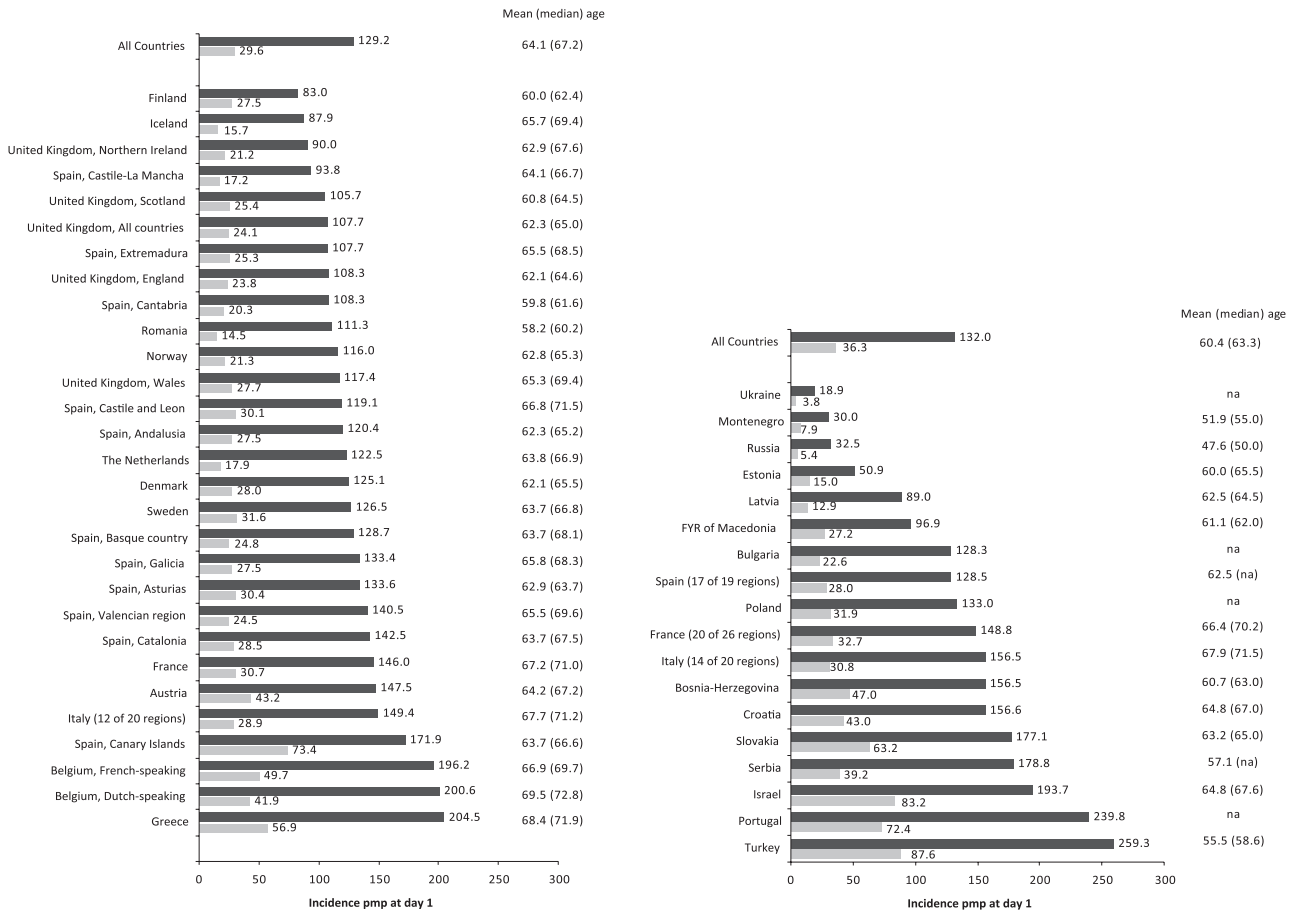 Mean (median) age
All Countries 129.2 29.6 64.1 (67.2)
Finland 83.0 27.5 60.0 (62.4)
Iceland 87.9 15.7 65.7 (69.4)
United Kingdom, Northern Ireland 90.0 21.2 62.9 (67.6)
Spain, Castile-La Mancha 93.8 17.2 64.1 (66.7)
United Kingdom, Scotland 105.7 25.4 60.8 (64.5)
United Kingdom, All countries 107.7 24.1 62.3 (65.0)
Spain, Extremadura 107.7 25.3 65.5 (68.5)
United Kingdom, England 108.3 23.8 62.1 (64.6)
Spain, Cantabria 108.3 20.3 59.8 (61.6)
Romania 111.3 14.5 58.2 (60.2)
Norway 116.0 21.3 62.8 (65.3)
United Kingdom, Wales 117.4 27.7 65.3 (69.4)
Spain, Castile and Leon 119.1 30.1 66.8 (71.5)
Spain, Andalusia 120.4 27.5 62.3 (65.2)
The Netherlands 122.5 17.9 63.8 (66.9)
Denmark 125.1 28.0 62.1 (65.5)
Sweden 126.5 31.6 63.7 (66.8)
Spain, Basque country 128.7 24.8 63.7 (68.1)
Spain, Galicia 133.4 27.5 65.8 (68.3)
Spain, Asturias 133.6 30.4 62.9 (63.7)
Spain, Valencian region 140.5 24.5 65.5 (69.6)
Spain, Catalonia 142.5 28.5 63.7 (67.5)
France 146.0 30.7 67.2 (71.0)
Austria 147.5 43.2 64.2 (67.2)
Italy (12 of 20 regions) 149.4 28.9 67.7 (71.2)
Spain, Canary Islands 171.9 73.4 63.7 (66.6)
Belgium, French-speaking 196.2 49.7 66.9 (69.7)
Belgium, Dutch-speaking 200.6 41.9 69.5 (72.8)
Greece 204.5 56.9 68.4 (71.9)
0 50 100 150 200 250 300
Incidence pmp at day 1
Mean (median) age
All Countries 132.0 36.3 60.4 (63.3)
Ukraine 18.9 3.8 na
Montenegro 30.0 7.9 51.9 (55.0)
Russia 32.5 5.4 47.6 (50.0)
Estonia 50.9 15.0 60.0 (65.5)
Latvia 89.0 12.9 62.5 (64.5)
FYR of Macedonia 96.9 27.2 61.1 (62.0)
Bulgaria 128.3 22.6 na
Spain (17 of 19 regions) 128.5 28.0 62.5 (na)
Poland 133.0 31.9 na
France (20 of 26 regions) 148.8 32.7 66.4 (70.2)
Italy (14 of 20 regions) 156.5 30.8 67.9 (71.5)
Bosnia-Herzegovina 156.5 47.0 60.7 (63.0)
Croatia 156.6 43.0 64.8 (67.0)
Slovakia 177.1 63.2 63.2 (65.0)
Serbia 178.8 39.2 57.1 (na)
Israel 193.7 83.2 64.8 (67.6)
Portugal 239.8 72.4 na
Turkey 259.3 87.6 55.5 (58.6)
0 50 100 150 200 250 300
Incidence pmp at day 1